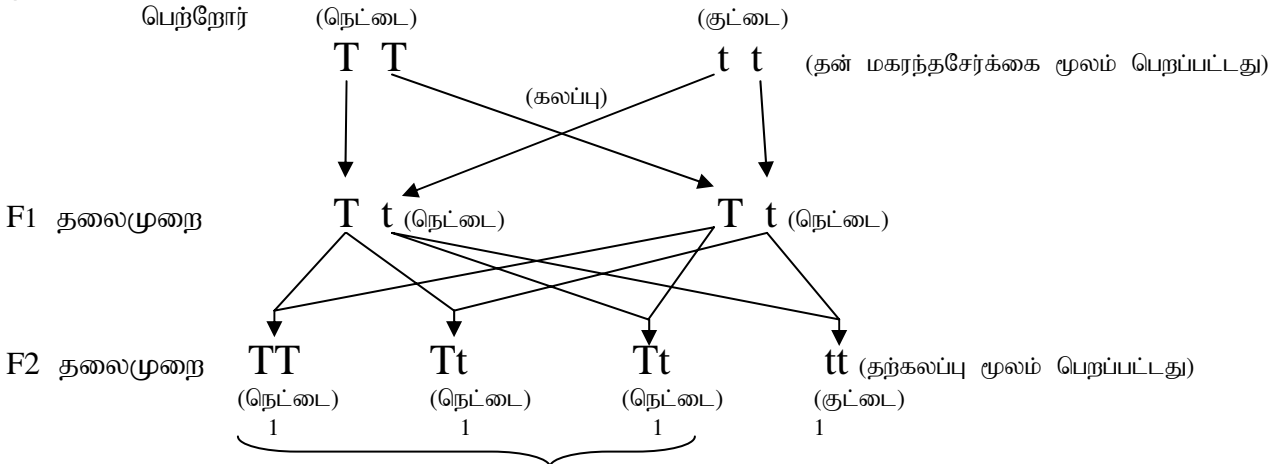 பெற்றோர் (நெட்டை) (குட்டை)
T T t t (தன் மகரந்தசேர்க்கை மூலம் பெறப்பட்டது)
(கலப்பு)
F1 தலைமுறை T t (நெட்டை) T t (நெட்டை)
F2 தலைமுறை TT Tt Tt tt (தற்கலப்பு மூலம் பெறப்பட்டது)
(நெட்டை) (நெட்டை) (நெட்டை) (குட்டை)
1 1 1 1